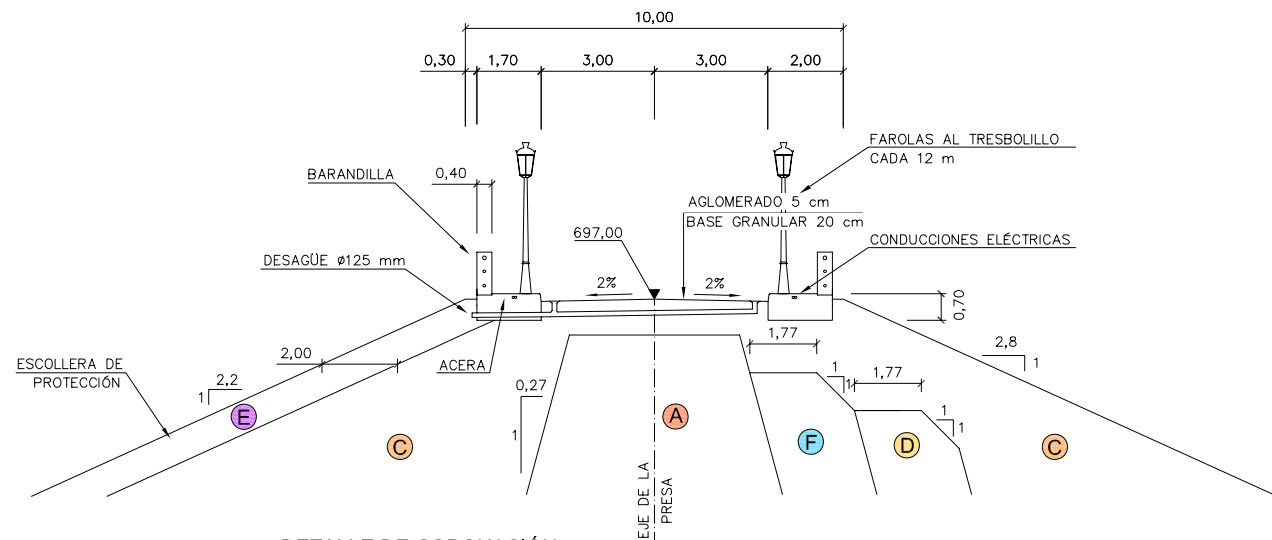 10,00
0,30 1,70 3,00 3,00 2,00
FAROLAS AL TRESBOLILLO
CADA 12 m
BARANDILLA
0,40
AGLOMERADO 5 cm
BASE GRANULAR 20 cm
697,00
CONDUCCIONES ELÉCTRICAS
DESAGÜE ø125 mm
2% 2%
0,70
1,77
2,00
ACERA
2,8
1
ESCOLLERA DE
PROTECCIÓN
2,2
1
0,27
1
1
1
1,77
1
1
E
C
A
F
D
C
EJE DE LA
PRESA
DETALLE DE CORONACIÓN